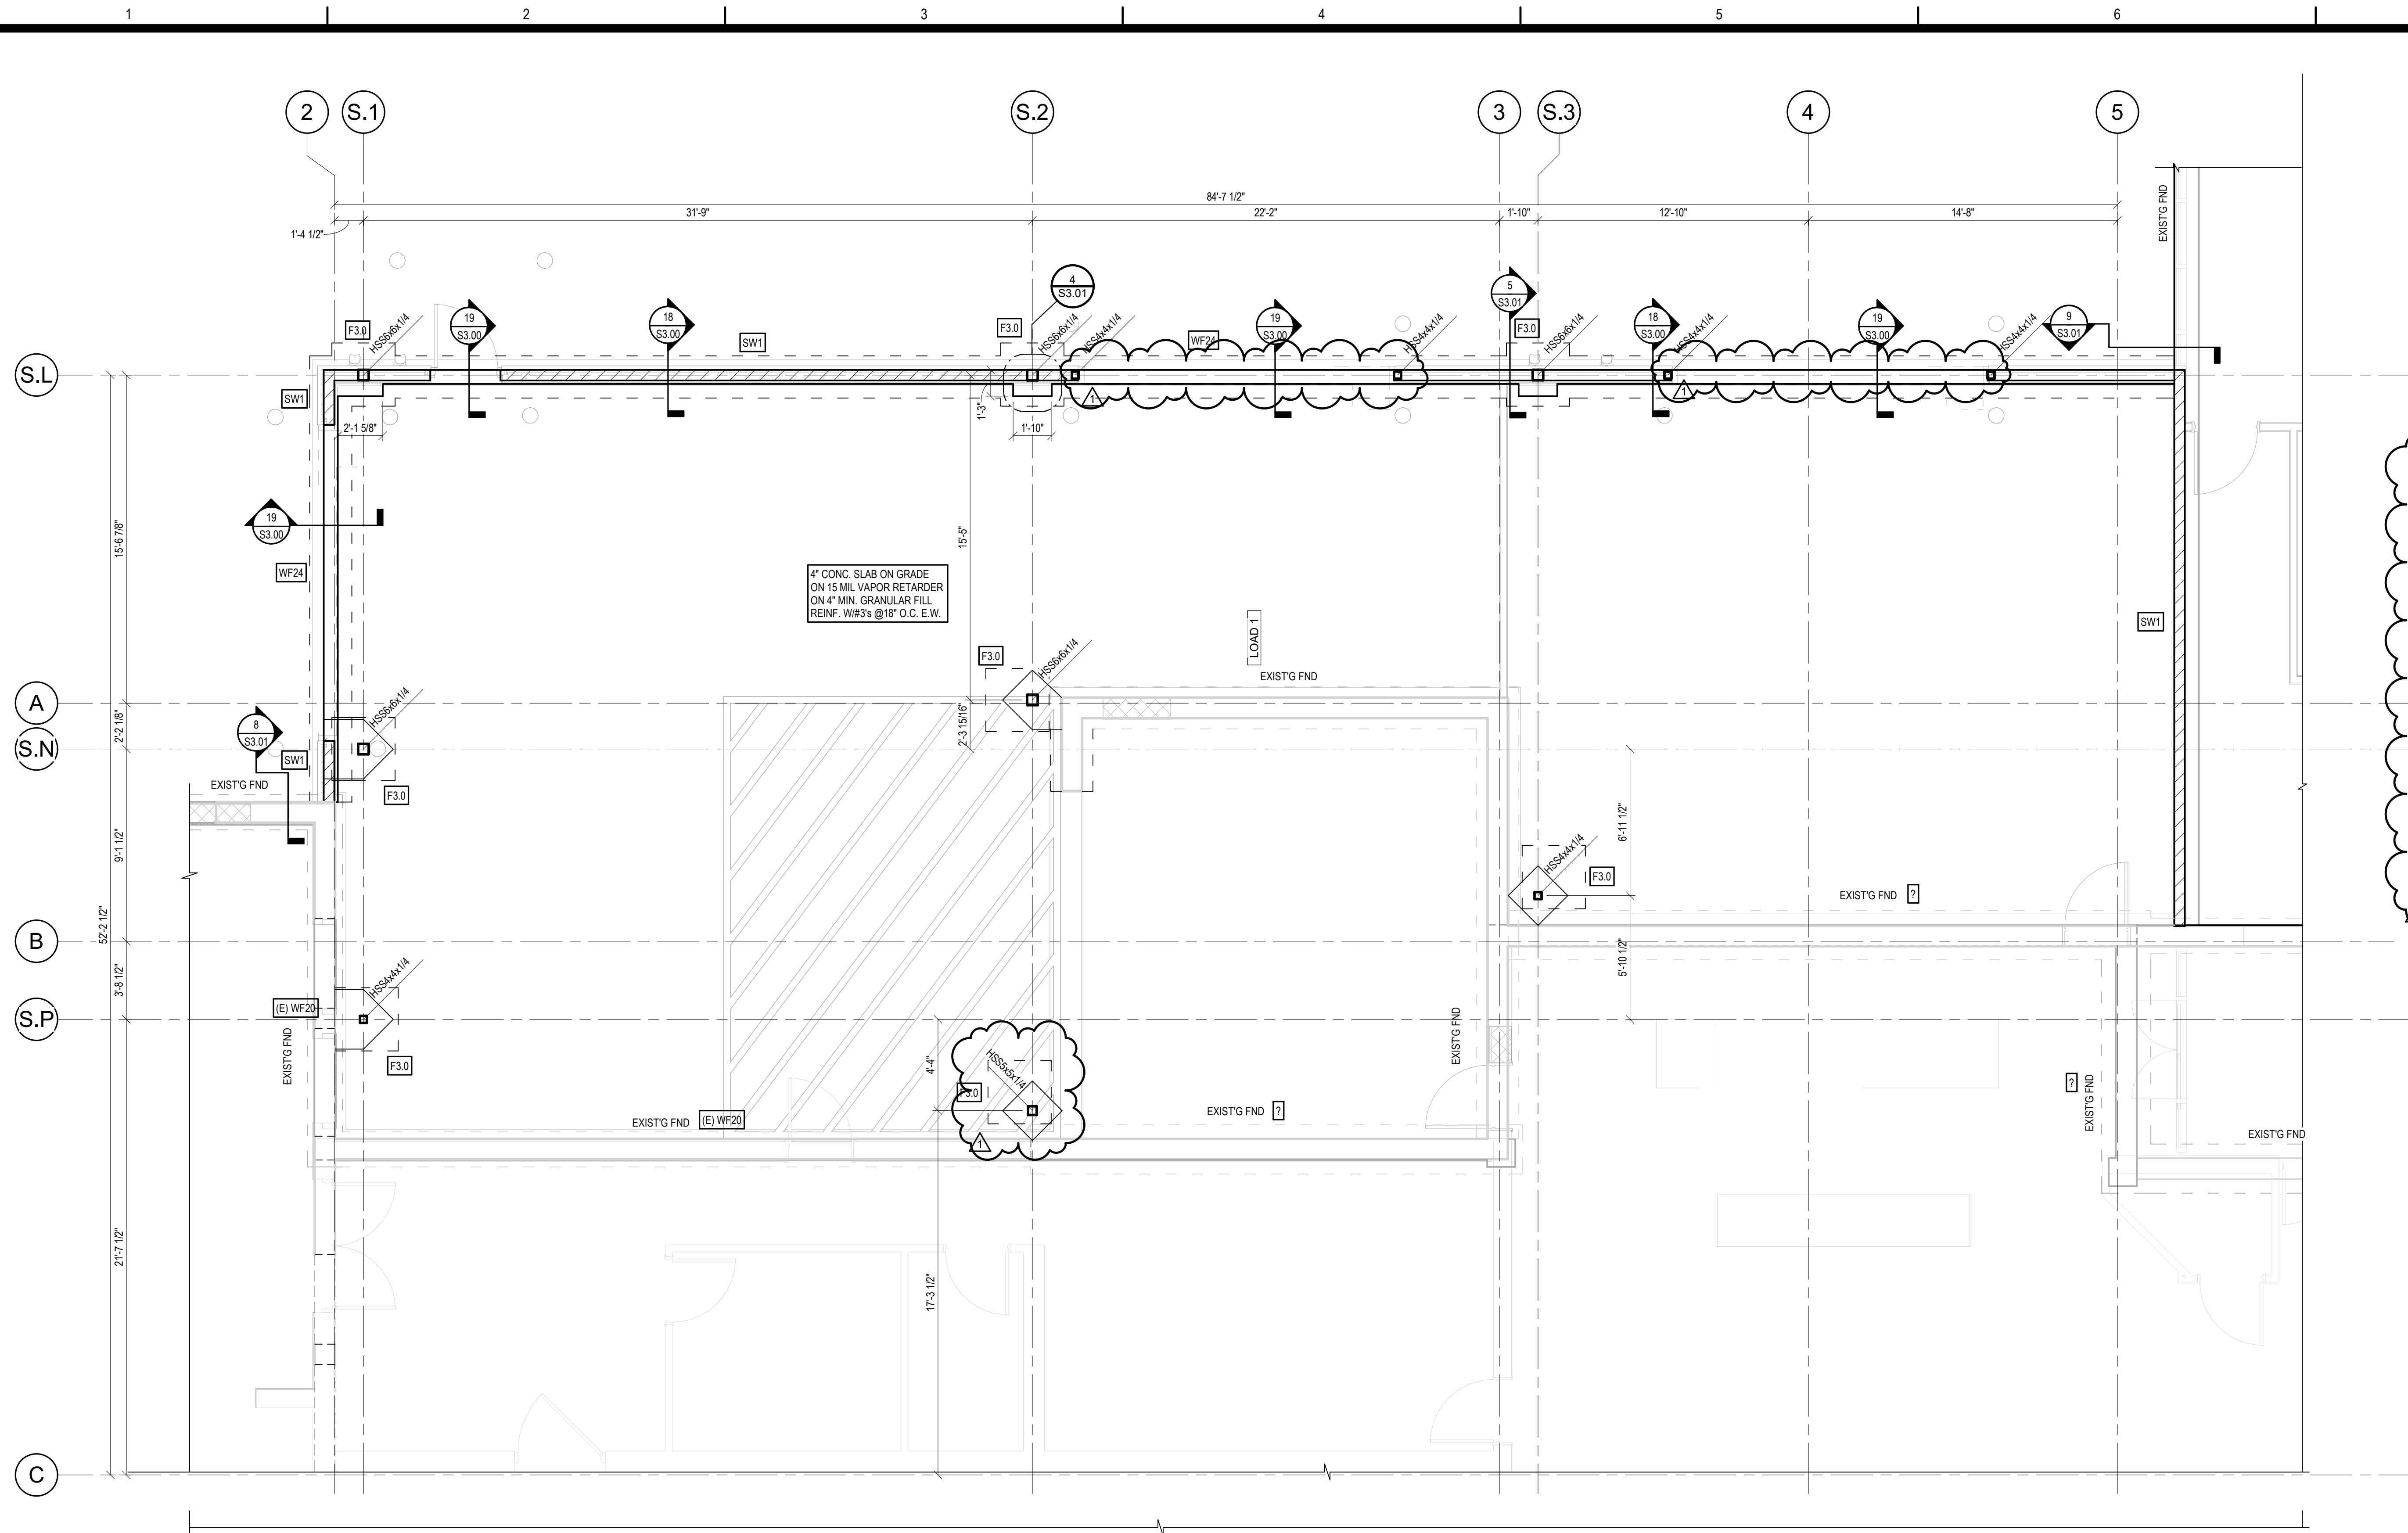 1 2 3 4 5 6
2 S.1 S.2 3 S.3 4 5
84'-7 1/2"
31'-9" 22'-2" 1'-10" 12'-10" 14'-8"
1'-4 1/2"
EXIST'G FND
4
S3.01
5
S3.01
F3.0
HSS6x6x1/4
19
S3.00
18
S3.00
SW1
F3.0
HSS6x6x1/4
HSS4x4x1/4
WF24
19
S3.00
HSS4x4x1/4
F3.0
HSS6x6x1/4
18
S3.00
HSS4x4x1/4
19
S3.00
HSS4x4x1/4
9
S3.01
S.L
SW1
1
1
1'-3"
2'-1 5/8"
1'-10"
19
S3.00
15'-6 7/8"
15'-5"
WF24
4" CONC. SLAB ON GRADE
ON 15 MIL VAPOR RETARDER
ON 4" MIN. GRANULAR FILL
REINF. W/#3's @18" O.C. E.W.
LOAD 1
SW1
F3.0
HSS6x6x1/4
EXIST'G FND
A
2'-2 1/8"
HSS6x6x1/4
2'-3 15/16"
8
S3.01
S.N
SW1
EXIST'G FND
F3.0
9'-1 1/2"
6'-11 1/2"
HSS4x4x1/4
F3.0
EXIST'G FND ?
52'-2 1/2"
B
3'-8 1/2"
5'-10 1/2"
HSS4x4x1/4
(E) WF20
S.P
EXIST'G FND
F3.0
4'-4"
HSS5x5x1/4
F3.0
EXIST'G FND
?
EXIST'G FND
EXIST'G FND (E) WF20
1
EXIST'G FND ?
EXIST'G FND
21'-7 1/2"
17'-3 1/2"
C